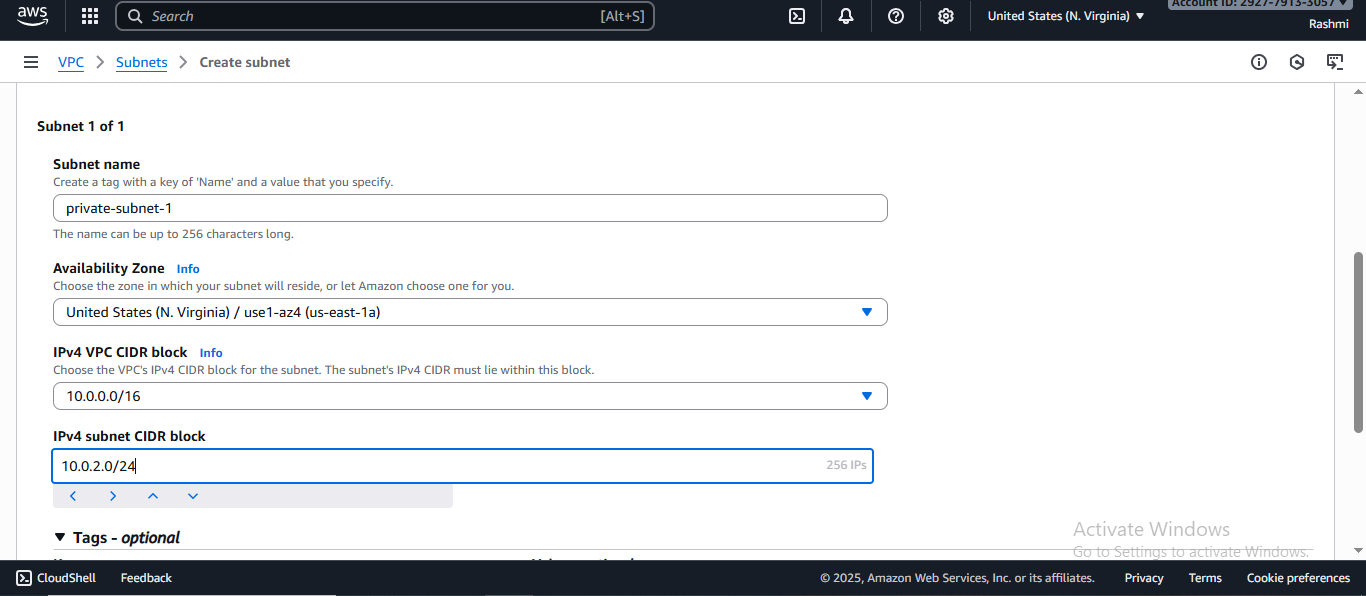 aws
Search [Alt+S]
United States (N. Virginia) ▼
Account ID: 2927-7913-3057 ▼
Rashmi
VPC > Subnets > Create subnet
Subnet 1 of 1
Subnet name
Create a tag with a key of 'Name' and a value that you specify.
private-subnet-1
The name can be up to 256 characters long.
Availability Zone Info
Choose the zone in which your subnet will reside, or let Amazon choose one for you.
United States (N. Virginia) / use1-az4 (us-east-1a)
IPv4 VPC CIDR block Info
Choose the VPC's IPv4 CIDR block for the subnet. The subnet's IPv4 CIDR must lie within this block.
10.0.0.0/16
IPv4 subnet CIDR block
10.0.2.0/24 256 IPs
Tags - optional
Activate Windows
Go to Settings to activate Windows.
CloudShell Feedback © 2025, Amazon Web Services, Inc. or its affiliates. Privacy Terms Cookie preferences